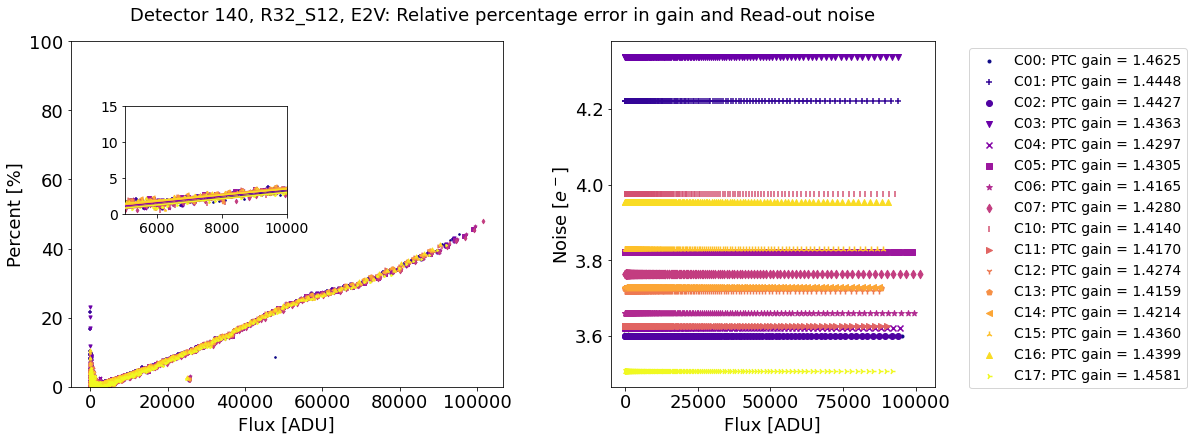 Detector 140, R32_S12, E2V: Relative percentage error in gain and Read-out noise
100
80
60
40
20
0
Percent [%]
15
10
5
0
6000 8000 10000
0 20000 40000 60000 80000 100000
Flux [ADU]
4.2
4.0
3.8
3.6
Noise [e⁻]
0 25000 50000 75000 100000
Flux [ADU]
C00: PTC gain = 1.4625
C01: PTC gain = 1.4448
C02: PTC gain = 1.4427
C03: PTC gain = 1.4363
C04: PTC gain = 1.4297
C05: PTC gain = 1.4305
C06: PTC gain = 1.4165
C07: PTC gain = 1.4280
C10: PTC gain = 1.4140
C11: PTC gain = 1.4170
C12: PTC gain = 1.4274
C13: PTC gain = 1.4159
C14: PTC gain = 1.4214
C15: PTC gain = 1.4360
C16: PTC gain = 1.4399
C17: PTC gain = 1.4581